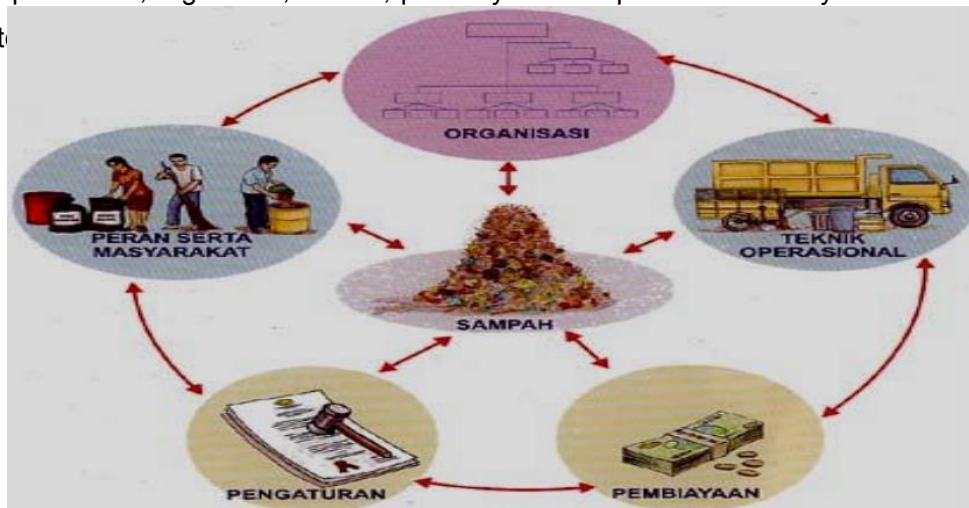 ORGANISASI
PERAN SERTA
MASYARAKAT
TEKNIK
OPERASIONAL
SAMPAH
PENGATURAN
PEMBIAYAAN